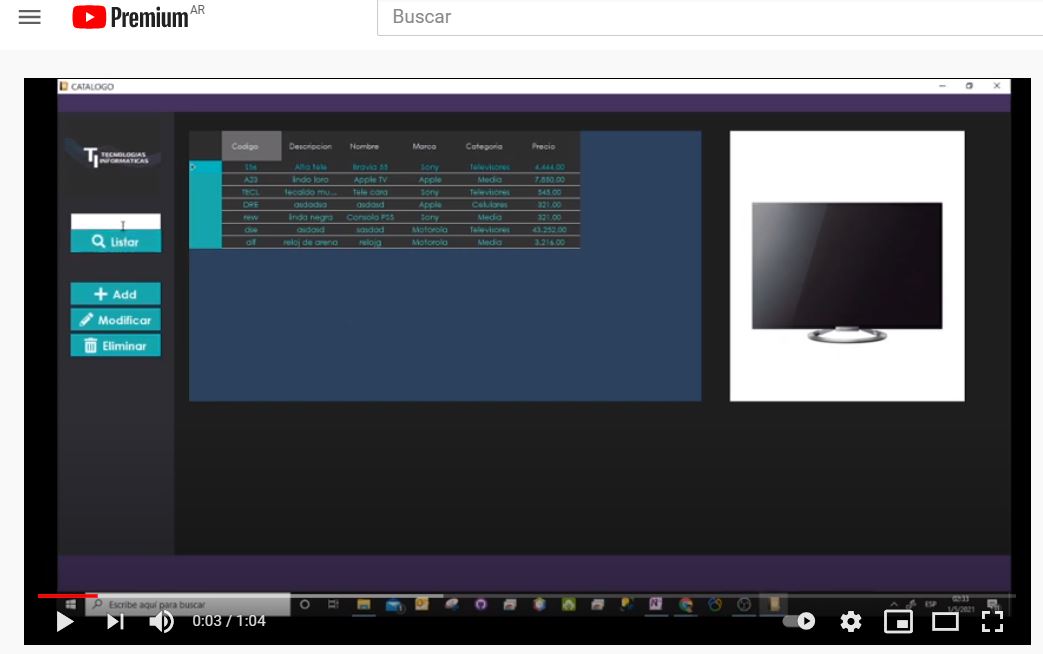 Premium AR
Buscar
CATALOGO
TI TECNOLOGIAS INFORMATICAS
Listar
Add
Modificar
Eliminar
Codigo Descripcion Nombre Marca Categoria Precio
Alta tele Bravia 55 Sony Televisores 4.444,00
A23 lindo loro Apple TV Apple Media 7.850,00
TECL tecaldo mu... Tele cara Sony Televisores 545,00
DRE asdadsa asdasd Apple Celulares 321,00
rew linda negra Consola PS5 Sony Media 321,00
dse asdasd sasdad Motorola Televisores 43.252,00
alf reloj de arena relojg Motorola Media 3.216,00
Escribe aquí para buscar
ESP
02:33
1/5/2021
0:03 / 1:04